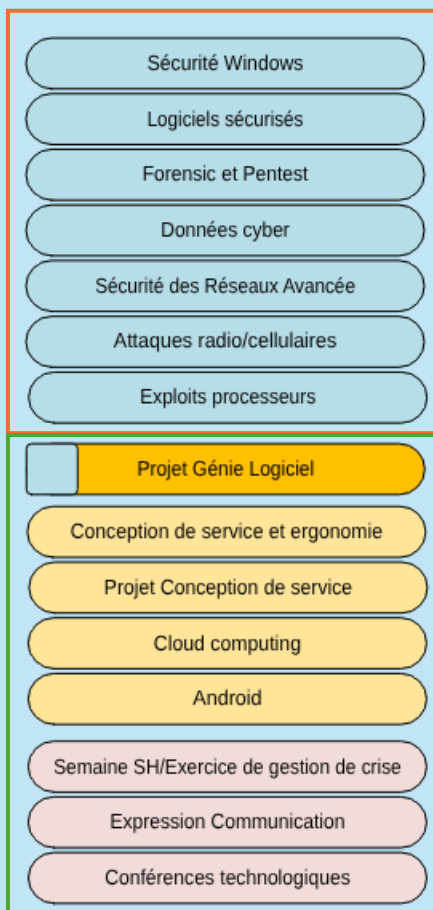 Sécurité Windows
Logiciels sécurisés
Forensic et Pentest
Données cyber
Sécurité des Réseaux Avancée
Attaques radio/cellulaires
Exploits processeurs
Projet Génie Logiciel
Conception de service et ergonomie
Projet Conception de service
Cloud computing
Android
Semaine SH/Exercice de gestion de crise
Expression Communication
Conférences technologiques